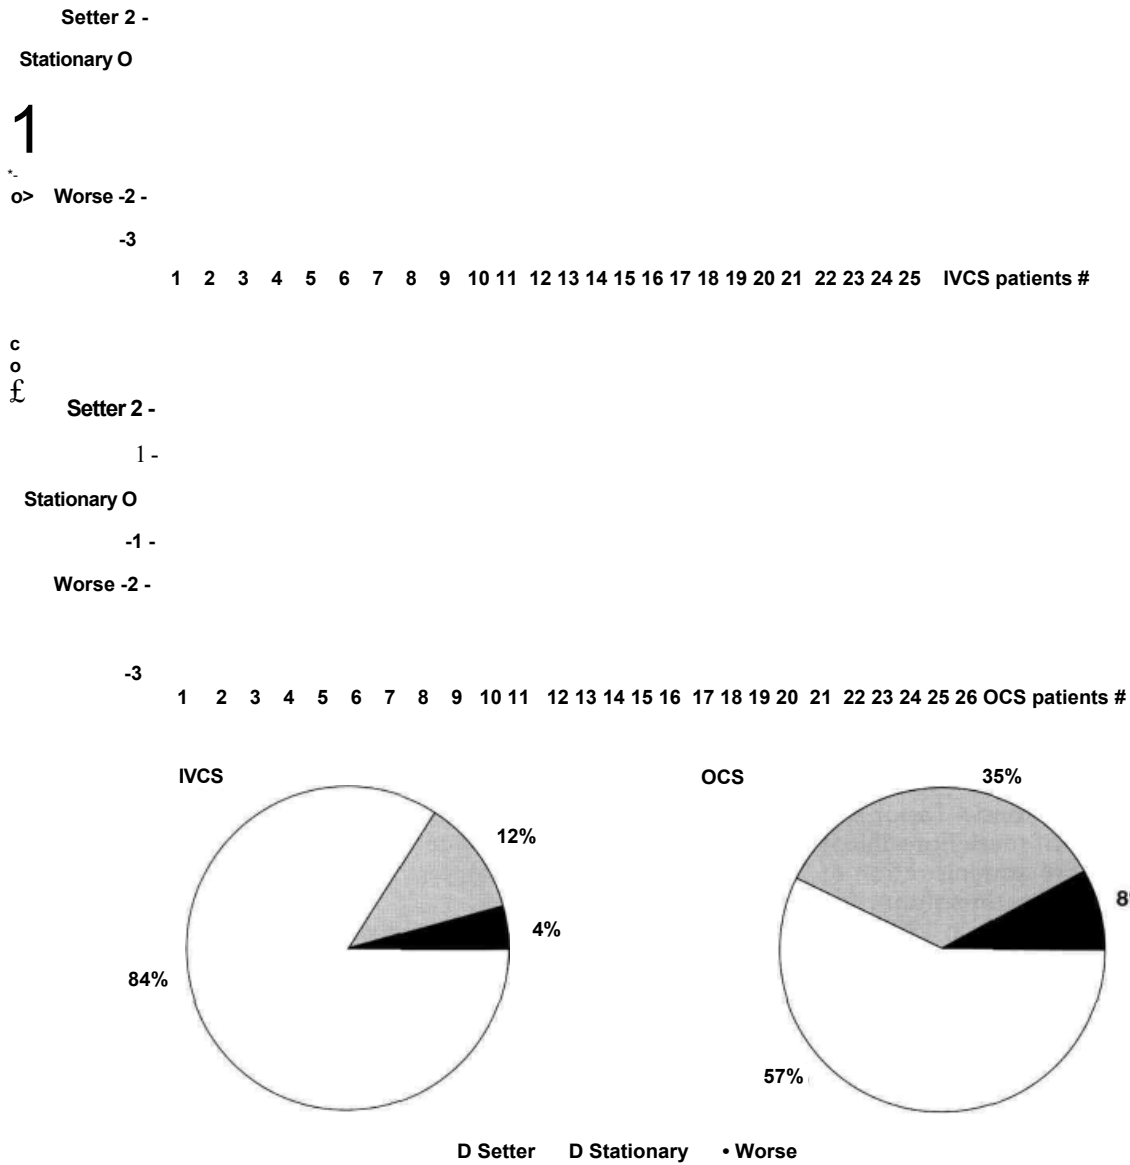 Setter 2 -
Stationary O
1
*-
o> Worse -2 -
-3
1 2 3 4 5 6 7 8 9 10 11 12 13 14 15 16 17 18 19 20 21 22 23 24 25 IVCS patients #
c
o
£
Setter 2 -
1 -
Stationary O
-1 -
Worse -2 -
-3
1 2 3 4 5 6 7 8 9 10 11 12 13 14 15 16 17 18 19 20 21 22 23 24 25 26 OCS patients #
IVCS
OCS
35%
12%
4%
84%
57%
D Setter D Stationary • Worse